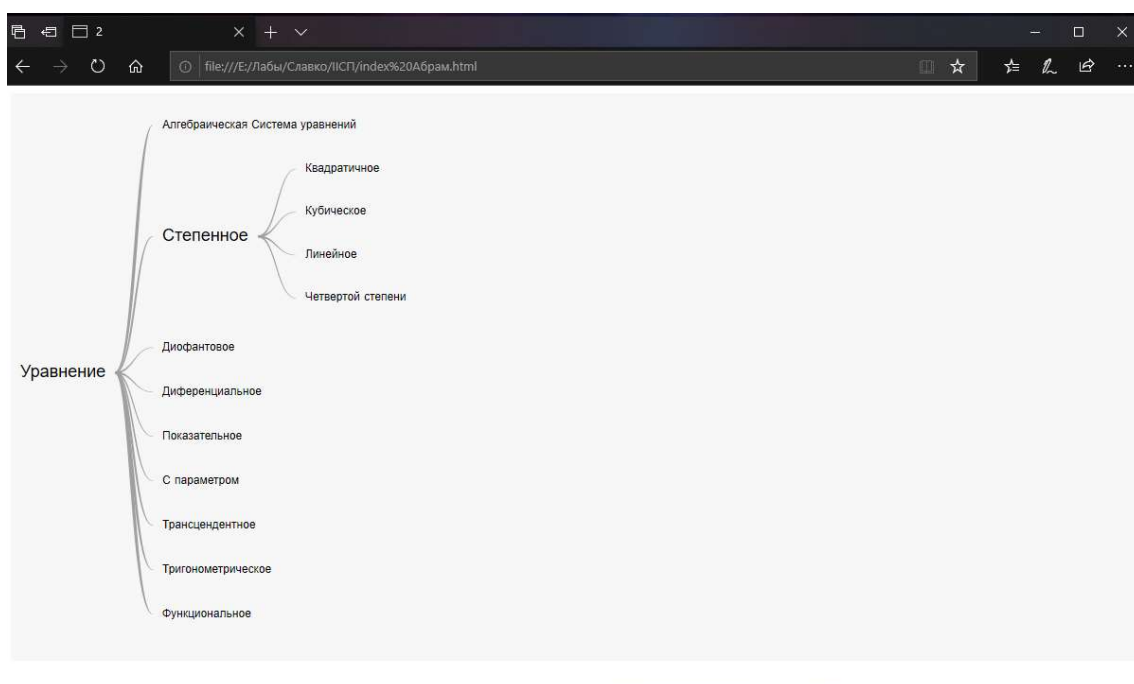 2
file:///E:/Лабы/Славко/ІІСП/index%20Абрам.html
Алгебраическая Система уравнений
Квадратичное
Кубическое
Степенное
Линейное
Четвертой степени
Диофантовое
Уравнение
Диференциальное
Показательное
С параметром
Трансцендентное
Тригонометрическое
Функциональное